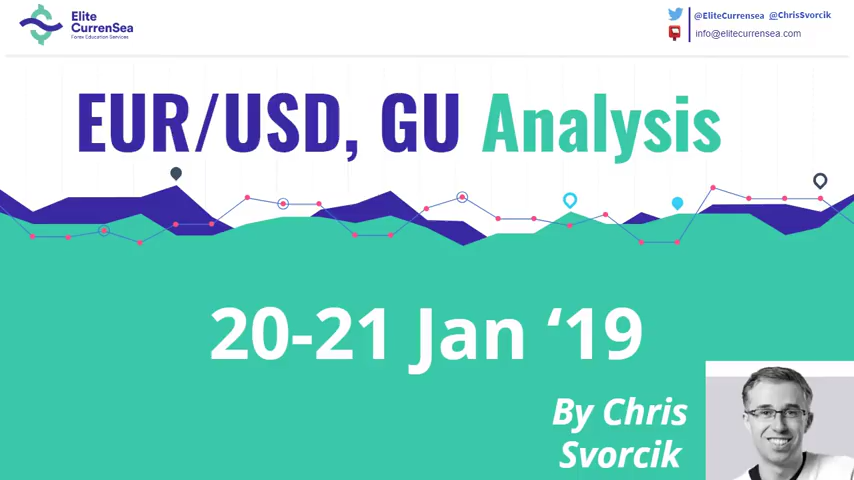 Elite
CurrenSea
Forex Education Services
@EliteCurrensea @ChrisSvorcik
info@elitecurrensea.com
EUR/USD, GU Analysis
20-21 Jan ‘19
By Chris
Svorcik